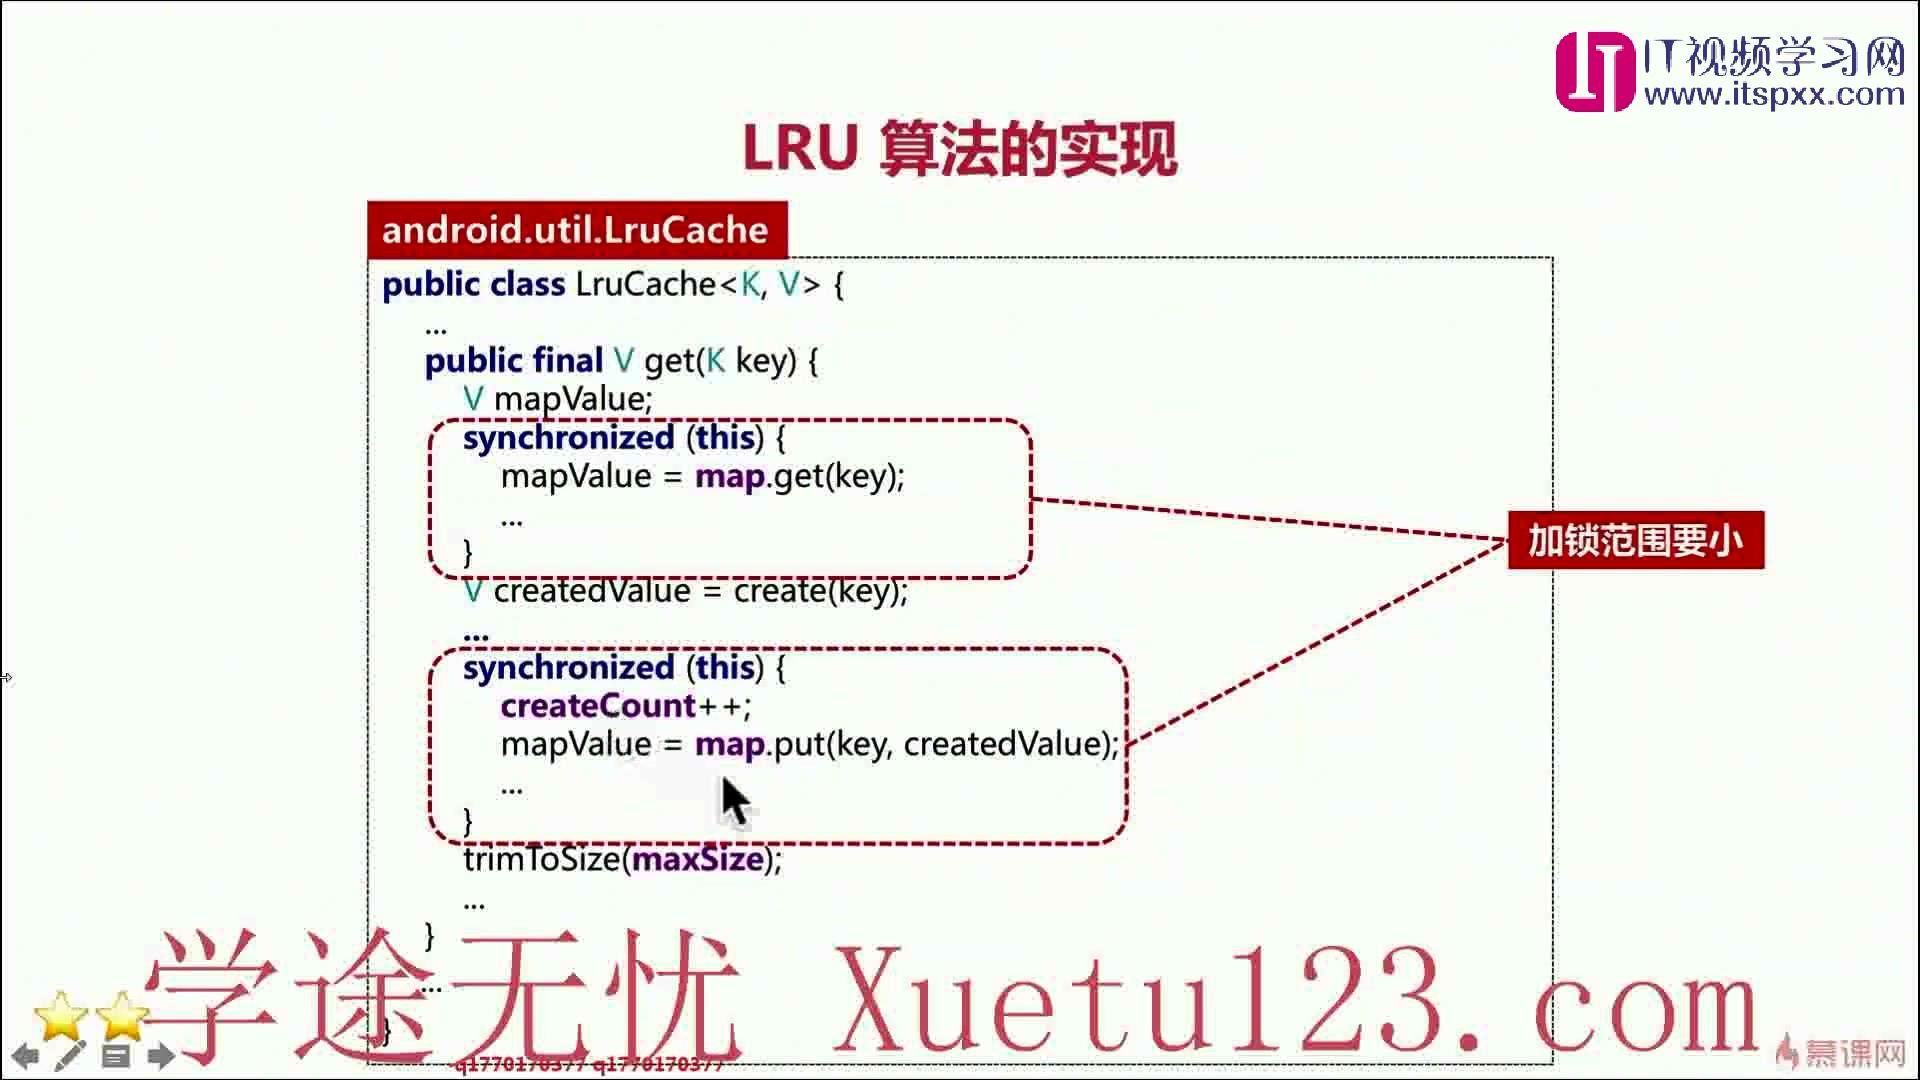 IT视频学习网
www.itspxx.com
LRU 算法的实现
android.util.LruCache
public class LruCache<K, V> {
...
public final V get(K key) {
V mapValue;
synchronized (this) {
mapValue = map.get(key);
...
}
加锁范围要小
V createdValue = create(key);
...
synchronized (this) {
createCount++;
mapValue = map.put(key, createdValue);
...
}
trimToSize(maxSize);
...
}
...
}
学途无忧 Xuetu123.com
q1770170377 q1770170377
慕课网